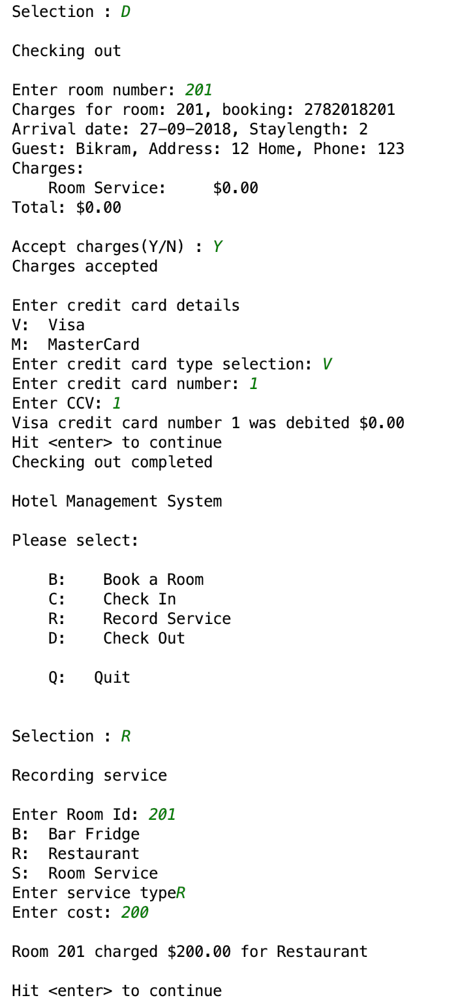 Selection : D
Checking out
Enter room number: 201
Charges for room: 201, booking: 2782018201
Arrival date: 27-09-2018, Staylength: 2
Guest: Bikram, Address: 12 Home, Phone: 123
Charges:
Room Service: $0.00
Total: $0.00
Accept charges(Y/N) : Y
Charges accepted
Enter credit card details
V: Visa
M: MasterCard
Enter credit card type selection: V
Enter credit card number: 1
Enter CCV: 1
Visa credit card number 1 was debited $0.00
Hit <enter> to continue
Checking out completed
Hotel Management System
Please select:
B: Book a Room
C: Check In
R: Record Service
D: Check Out
Q: Quit
Selection : R
Recording service
Enter Room Id: 201
B: Bar Fridge
R: Restaurant
S: Room Service
Enter service typeR
Enter cost: 200
Room 201 charged $200.00 for Restaurant
Hit <enter> to continue